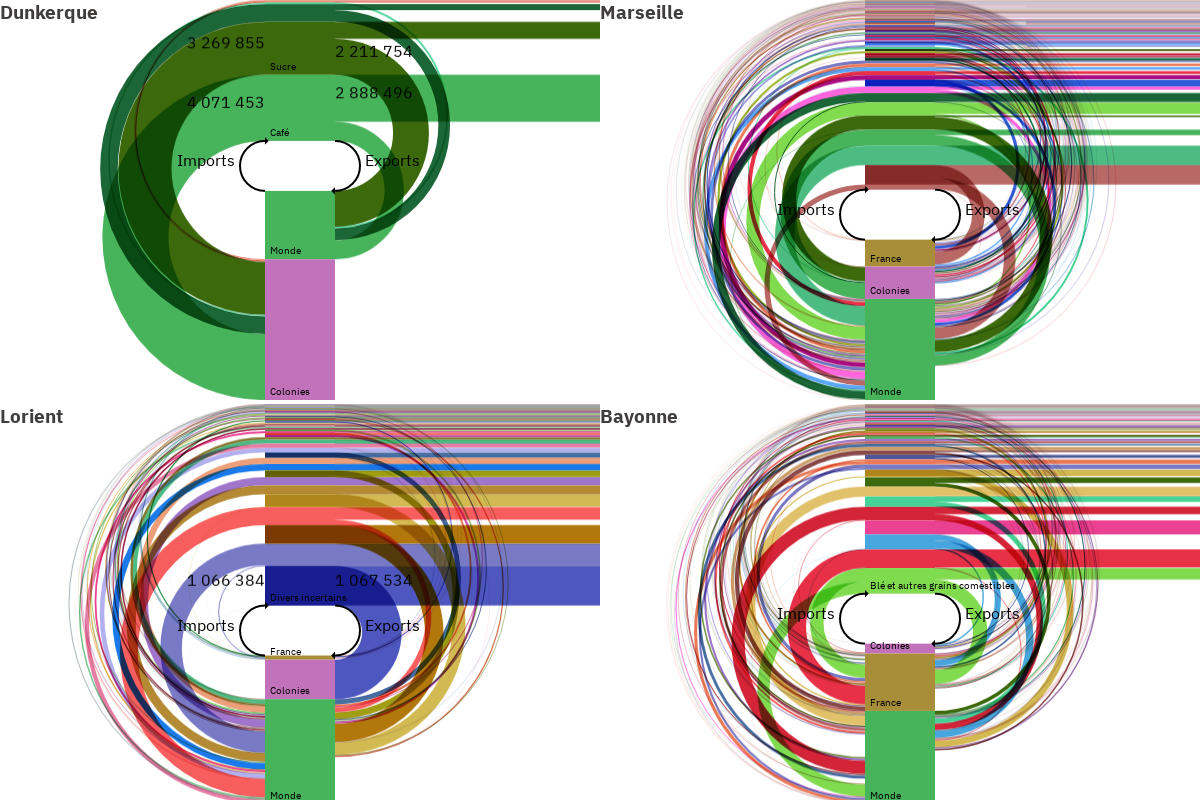 Dunkerque
3 269 855
2 211 754
Sucre
4 071 453
2 888 496
Café
Imports
Exports
Monde
Colonies
Marseille
Imports
Exports
France
Colonies
Monde
Lorient
1 066 384
1 067 534
Divers incertains
Imports
Exports
France
Colonies
Monde
Bayonne
Blé et autres grains comestibles
Imports
Exports
Colonies
France
Monde